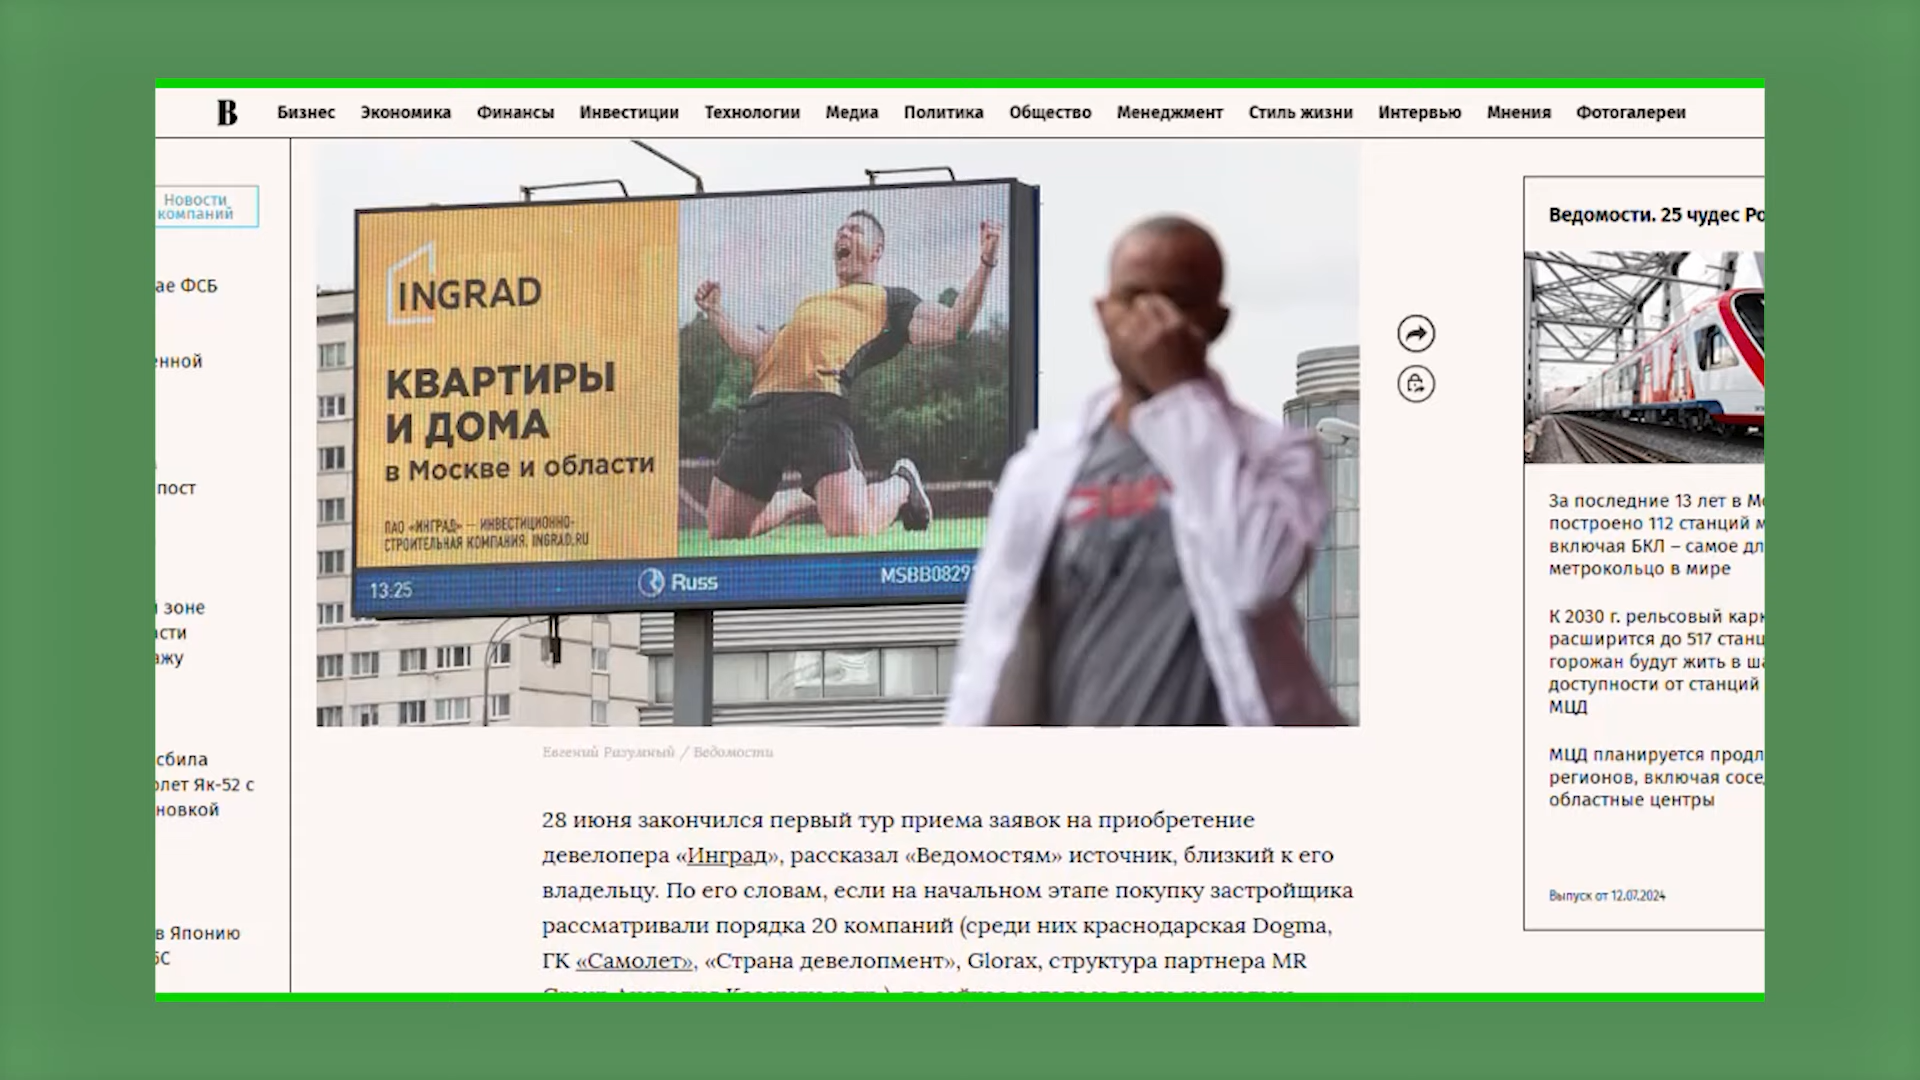 В Бизнес Экономика Финансы Инвестиции Технологии Медиа Политика Общество Менеджмент Стиль жизни Интервью Мнения Фотогалереи
Новости
компаний
ае ФСБ
енной
пост
зоне
асти
ажу
сбила
олет Як-52 с
новкой
в Японию
БС
INGRAD
КВАРТИРЫ
И ДОМА
в Москве и области
ПАО «ИНГРАД» — ИНВЕСТИЦИОННО-
СТРОИТЕЛЬНАЯ КОМПАНИЯ. INGRAD.RU
13:25 Russ MSBB0829
Евгений Разумный / Ведомости
28 июня закончился первый тур приема заявок на приобретение
девелопера «Инград», рассказал «Ведомостям» источник, близкий к его
владельцу. По его словам, если на начальном этапе покупку застройщика
рассматривали порядка 20 компаний (среди них краснодарская Dogma,
ГК «Самолет», «Страна девелопмент», Glorax, структура партнера MR
Ведомости. 25 чудес Ро
За последние 13 лет в Мо
построено 112 станций м
включая БКЛ – самое дл
метрокольцо в мире
К 2030 г. рельсовый карк
расширится до 517 станц
горожан будут жить в ша
доступности от станций
МЦД
МЦД планируется продл
регионов, включая сосе
областные центры
Выпуск от 12.07.2024